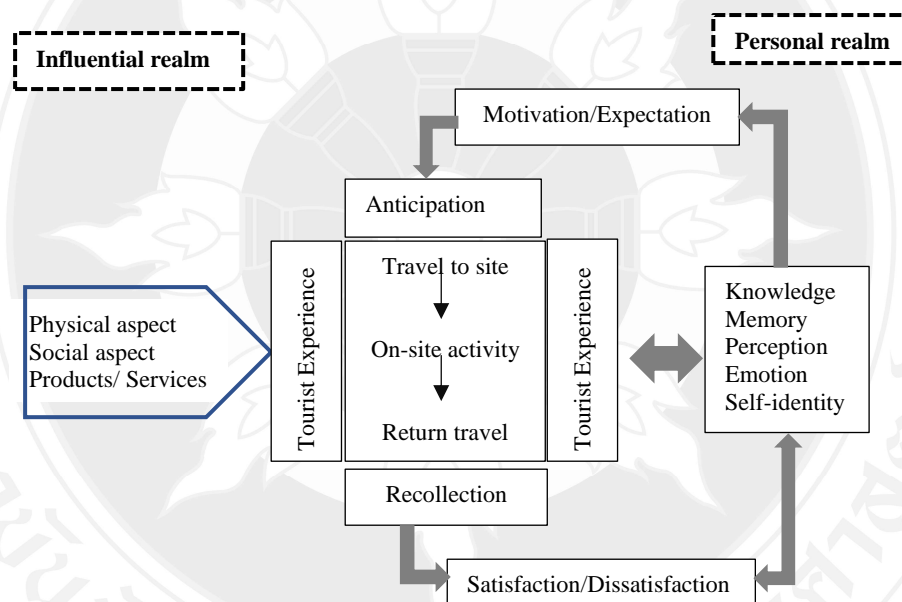 Influential realm
Personal realm
Motivation/Expectation
Anticipation
Tourist Experience
Travel to site
On-site activity
Return travel
Tourist Experience
Physical aspect
Social aspect
Products/ Services
Knowledge
Memory
Perception
Emotion
Self-identity
Recollection
Satisfaction/Dissatisfaction